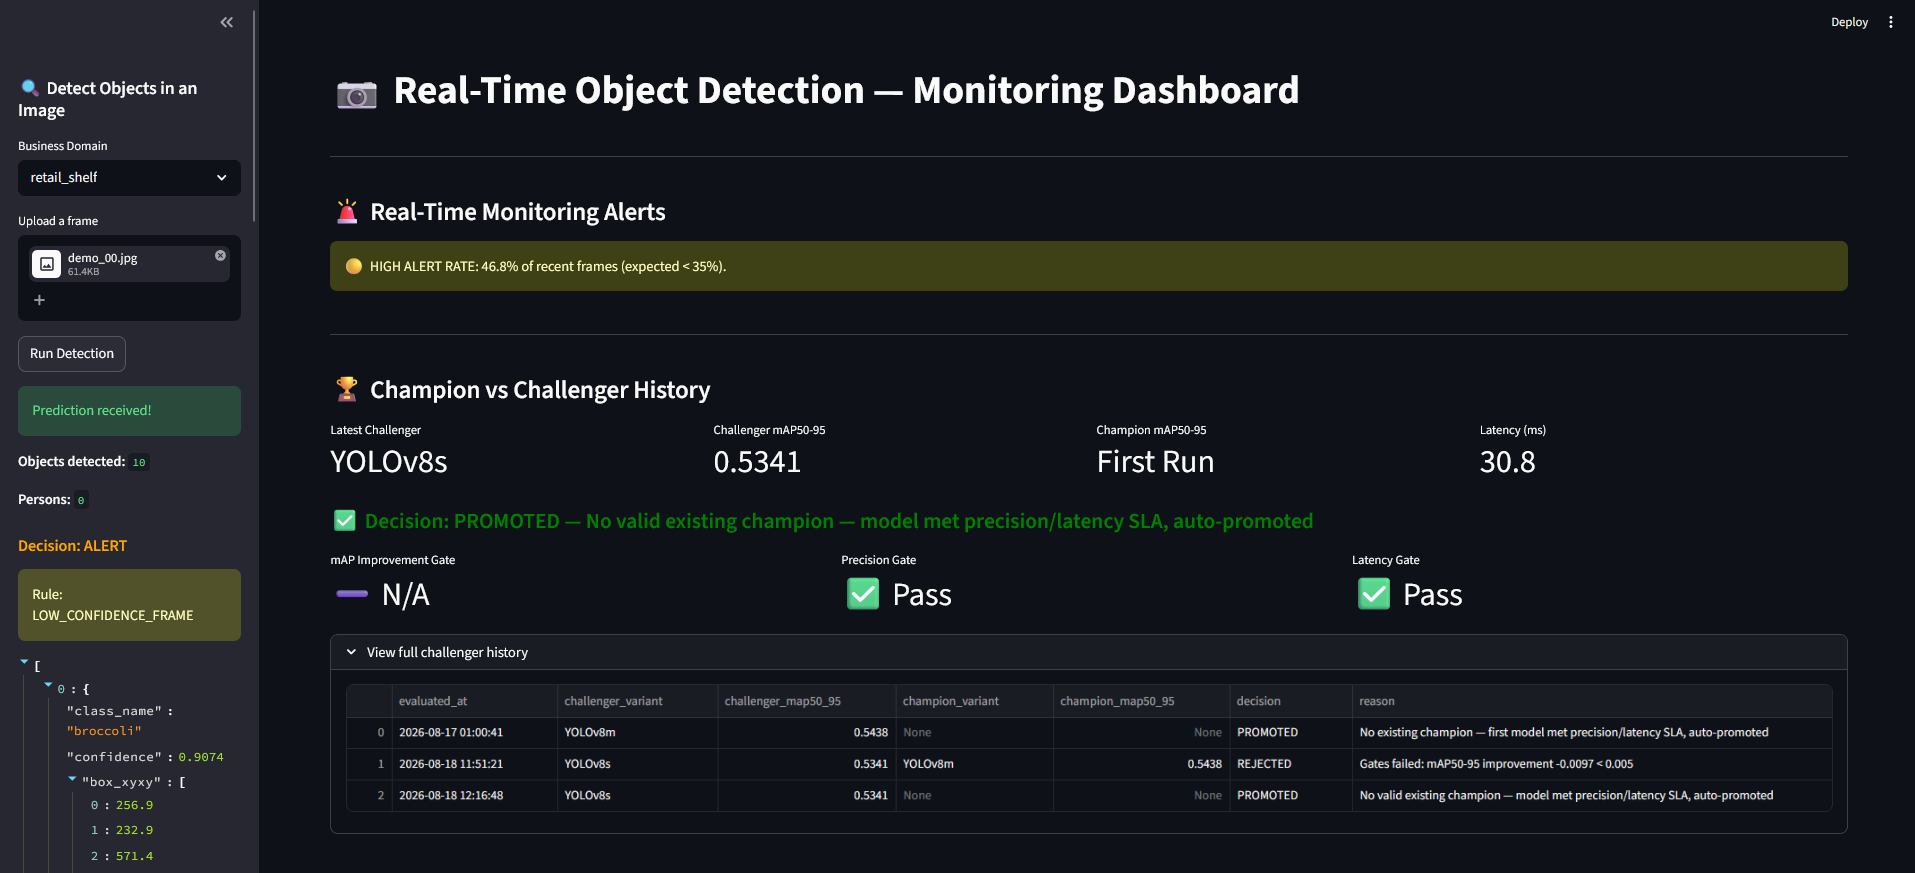 Deploy
🔍 Detect Objects in an
Image
Business Domain
retail_shelf
Upload a frame
demo_00.jpg
61.4KB
+
Run Detection
Prediction received!
Objects detected: 10
Persons: 0
Decision: ALERT
Rule:
LOW_CONFIDENCE_FRAME
[
0 : {
"class_name" :
"broccoli"
"confidence" : 0.9074
"box_xyxy" : [
0 : 256.9
1 : 232.9
2 : 571.4
📷 Real-Time Object Detection — Monitoring Dashboard
🚨 Real-Time Monitoring Alerts
🟡 HIGH ALERT RATE: 46.8% of recent frames (expected < 35%).
🏆 Champion vs Challenger History
Latest Challenger Challenger mAP50-95 Champion mAP50-95 Latency (ms)
YOLOv8s 0.5341 First Run 30.8
✅ Decision: PROMOTED — No valid existing champion — model met precision/latency SLA, auto-promoted
mAP Improvement Gate Precision Gate Latency Gate
➖ N/A ✅ Pass ✅ Pass
View full challenger history
evaluated_at challenger_variant challenger_map50_95 champion_variant champion_map50_95 decision reason
0 2026-08-17 01:00:41 YOLOv8m 0.5438 None None PROMOTED No existing champion — first model met precision/latency SLA, auto-promoted
1 2026-08-18 11:51:21 YOLOv8s 0.5341 YOLOv8m 0.5438 REJECTED Gates failed: mAP50-95 improvement -0.0097 < 0.005
2 2026-08-18 12:16:48 YOLOv8s 0.5341 None None PROMOTED No valid existing champion — model met precision/latency SLA, auto-promoted